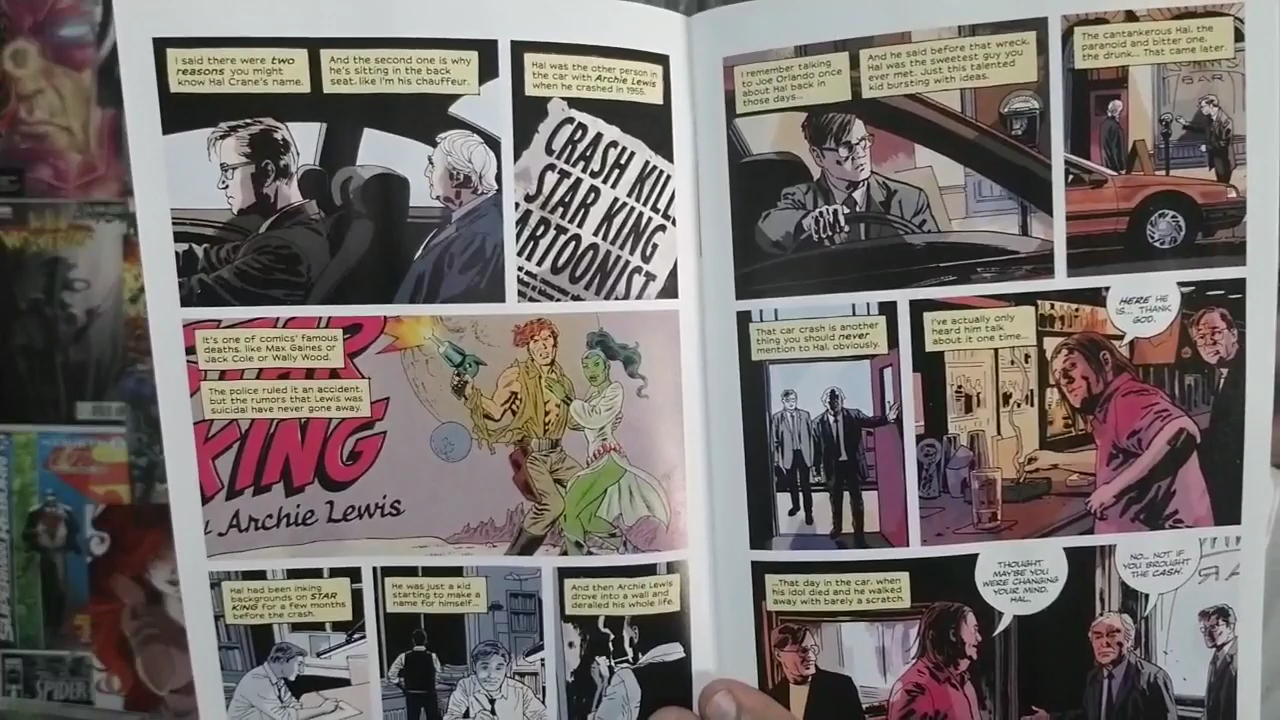 I said there were two
reasons you might
know Hal Crane's name.
And the second one is why
he's sitting in the back
seat, like I'm his chauffeur.
Hal was the other person in
the car with Archie Lewis
when he crashed in 1955.
CRASH KILL
STAR KING
ARTOONIST
It's one of comics' famous
deaths, like Max Gaines or
Jack Cole or Wally Wood.
The police ruled it an accident,
but the rumors that Lewis was
suicidal have never gone away.
STAR
KING
Archie Lewis
Hal had been inking
backgrounds on STAR
KING for a few months
before the crash.
He was just a kid
starting to make a
name for himself...
And then Archie Lewis
drove into a wall and
derailed his whole life.
I remember talking
to Joe Orlando once
about Hal back in
those days...
And he said before that wreck,
Hal was the sweetest guy you
ever met. Just this talented
kid bursting with ideas.
The cantankerous Hal, the
paranoid and bitter one,
the drunk... That came later.
BAR
That car crash is another
thing you should never
mention to Hal, obviously.
I've actually only
heard him talk
about it one time...
HERE HE
IS... THANK
GOD.
...That day in the car, when
his idol died and he walked
away with barely a scratch.
THOUGHT
MAYBE YOU
WERE CHANGING
YOUR MIND,
HAL.
NO... NOT IF
YOU BROUGHT
THE CASH.
SPIDER